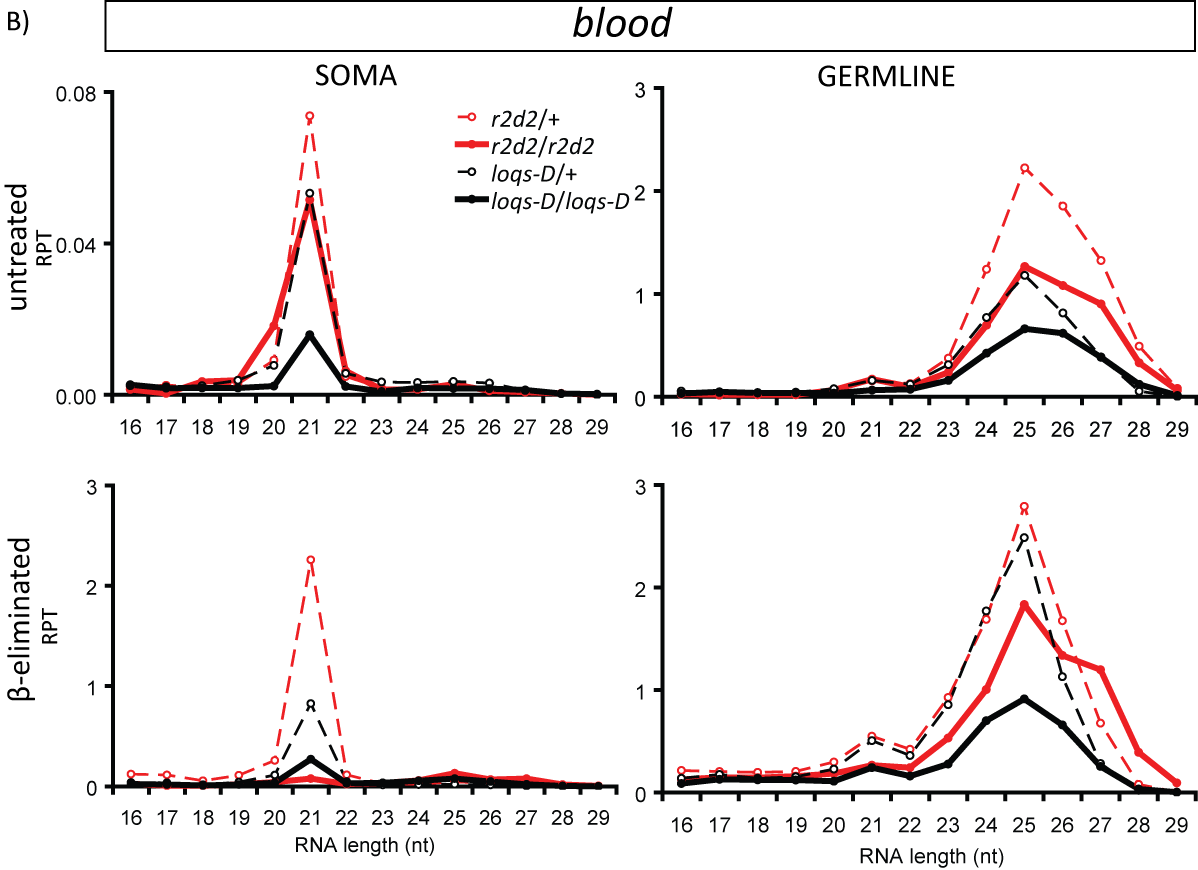 B)
blood
SOMA
GERMLINE
untreated
RPT
0.08
0.04
0.00
r2d2/+
r2d2/r2d2
loqs-D/+
loqs-D/loqs-D
16 17 18 19 20 21 22 23 24 25 26 27 28 29
3
2
1
0
16 17 18 19 20 21 22 23 24 25 26 27 28 29
β-eliminated
RPT
3
2
1
0
16 17 18 19 20 21 22 23 24 25 26 27 28 29
RNA length (nt)
3
2
1
0
16 17 18 19 20 21 22 23 24 25 26 27 28 29
RNA length (nt)